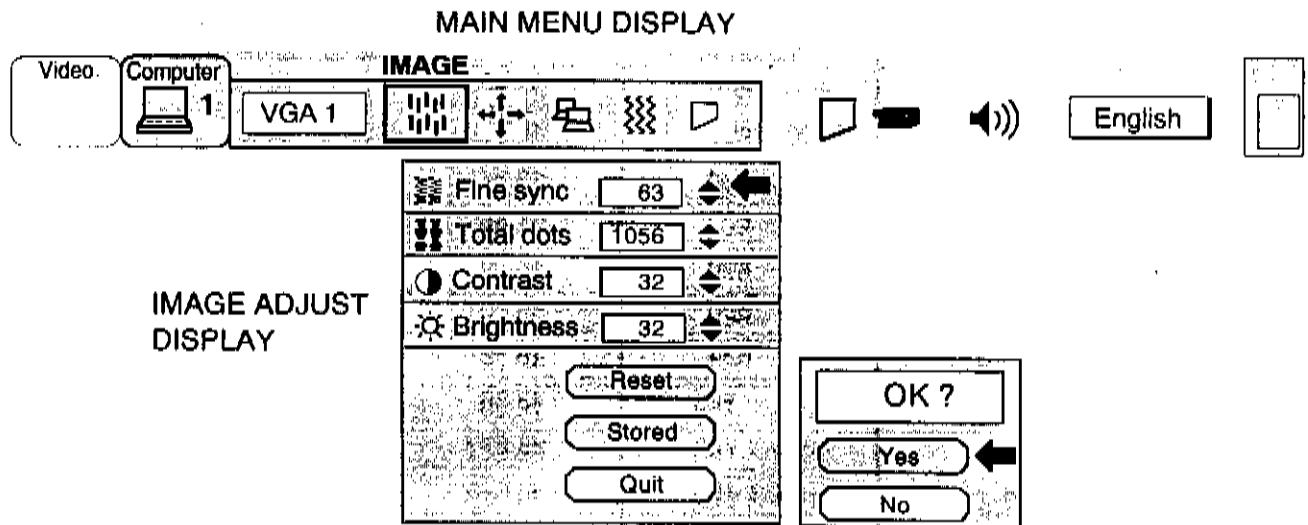 MAIN MENU DISPLAY
Video Computer IMAGE
1 VGA 1 English
Fine sync 63
Total dots 1056
Contrast 32
IMAGE ADJUST
DISPLAY
Brightness 32
Reset
Stored
Quit
OK ?
Yes
No